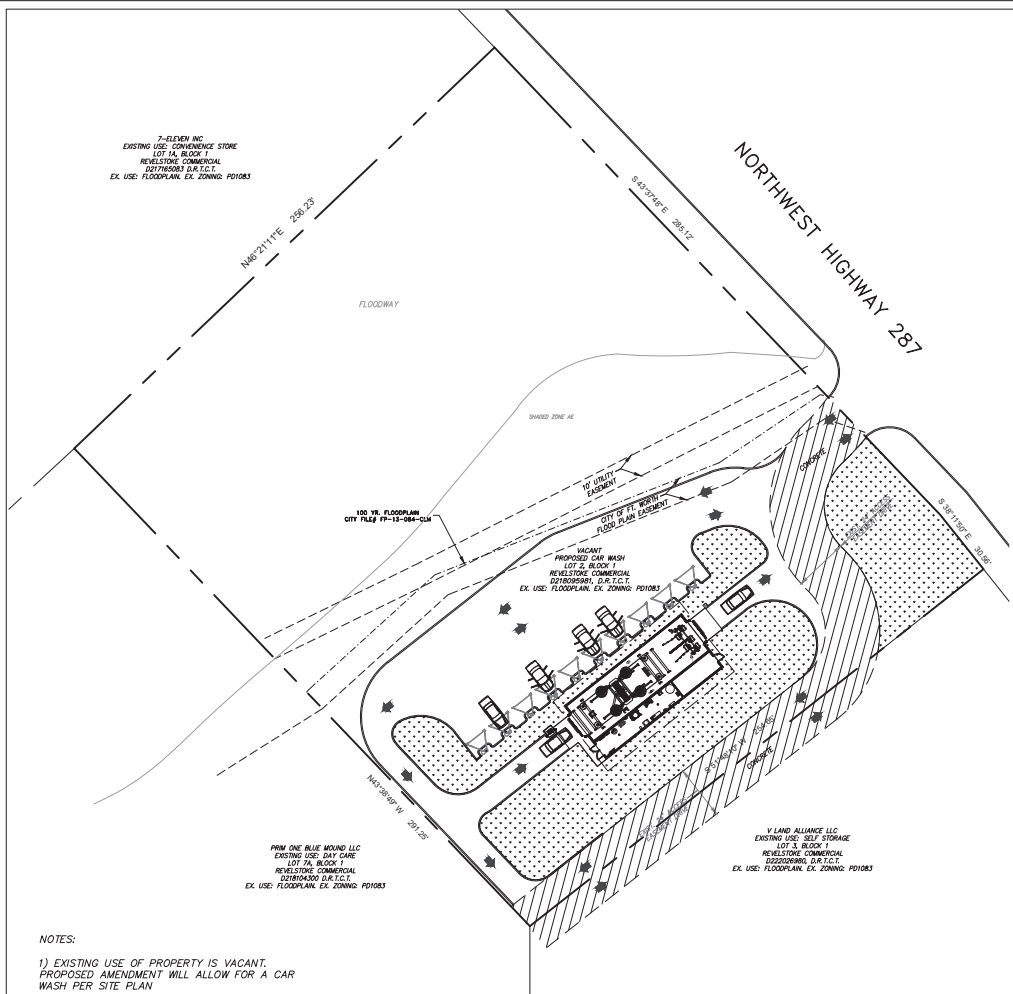 7-ELEVEN INC
EXISTING USE: CONVENIENCE STORE
LOT 1A, BLOCK 1
REVELSTOKE COMMERCIAL
D217165083 D.R.T.C.T.
EX. USE: FLOODPLAIN. EX. ZONING: PD1083
N46°21'11"E 256.23'
S 43°37'48" E 285.12'
NORTHWEST HIGHWAY 287
FLOODWAY
SHADED ZONE AE
10' UTILITY
EASEMENT
CITY OF FT. WORTH
FLOOD PLAIN EASEMENT
CONCRETE
100 YR. FLOODPLAIN
CITY FILE# FP-13-084-CLM
S 38°11'50" E 30.56'
VACANT
PROPOSED CAR WASH
LOT 2, BLOCK 1
REVELSTOKE COMMERCIAL
D218095981, D.R.T.C.T.
EX. USE: FLOODPLAIN. EX. ZONING: PD1083
EASEMENT DRIVE
S 51°48'10" W
CONCRETE
EASEMENT DRIVE
N43°38'49" W 291.25'
PRIM ONE BLUE MOUND LLC
EXISTING USE: DAY CARE
LOT 7A, BLOCK 1
REVELSTOKE COMMERCIAL
D218104300 D.R.T.C.T.
EX. USE: FLOODPLAIN. EX. ZONING: PD1083
V LAND ALLIANCE LLC
EXISTING USE: SELF STORAGE
LOT 3, BLOCK 1
REVELSTOKE COMMERCIAL
D222026980, D.R.T.C.T.
EX. USE: FLOODPLAIN. EX. ZONING: PD1083
NOTES:
1) EXISTING USE OF PROPERTY IS VACANT.
PROPOSED AMENDMENT WILL ALLOW FOR A CAR
WASH PER SITE PLAN